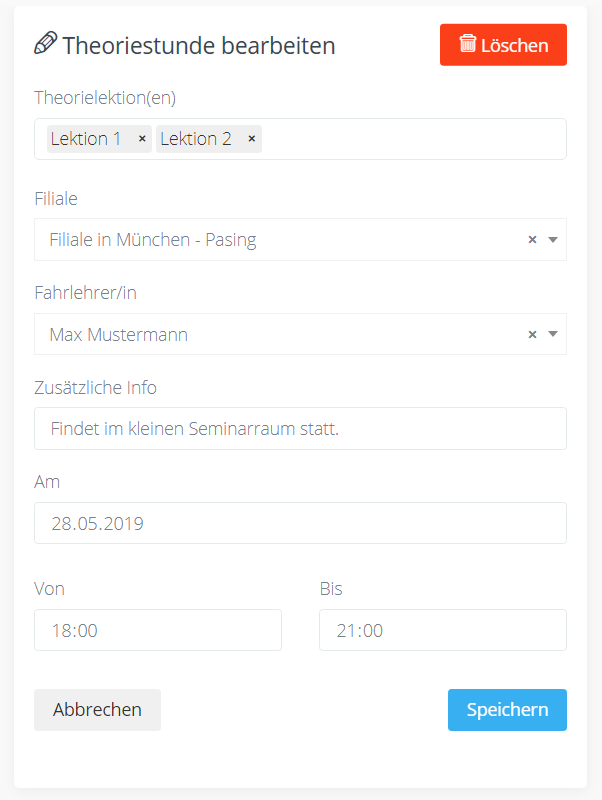 Theoriestunde bearbeiten
Löschen
Theorielektion(en)
Lektion 1 × Lektion 2 ×
Filiale
Filiale in München - Pasing ×
Fahrlehrer/in
Max Mustermann ×
Zusätzliche Info
Findet im kleinen Seminarraum statt.
Am
28.05.2019
Von Bis
18:00 21:00
Abbrechen Speichern